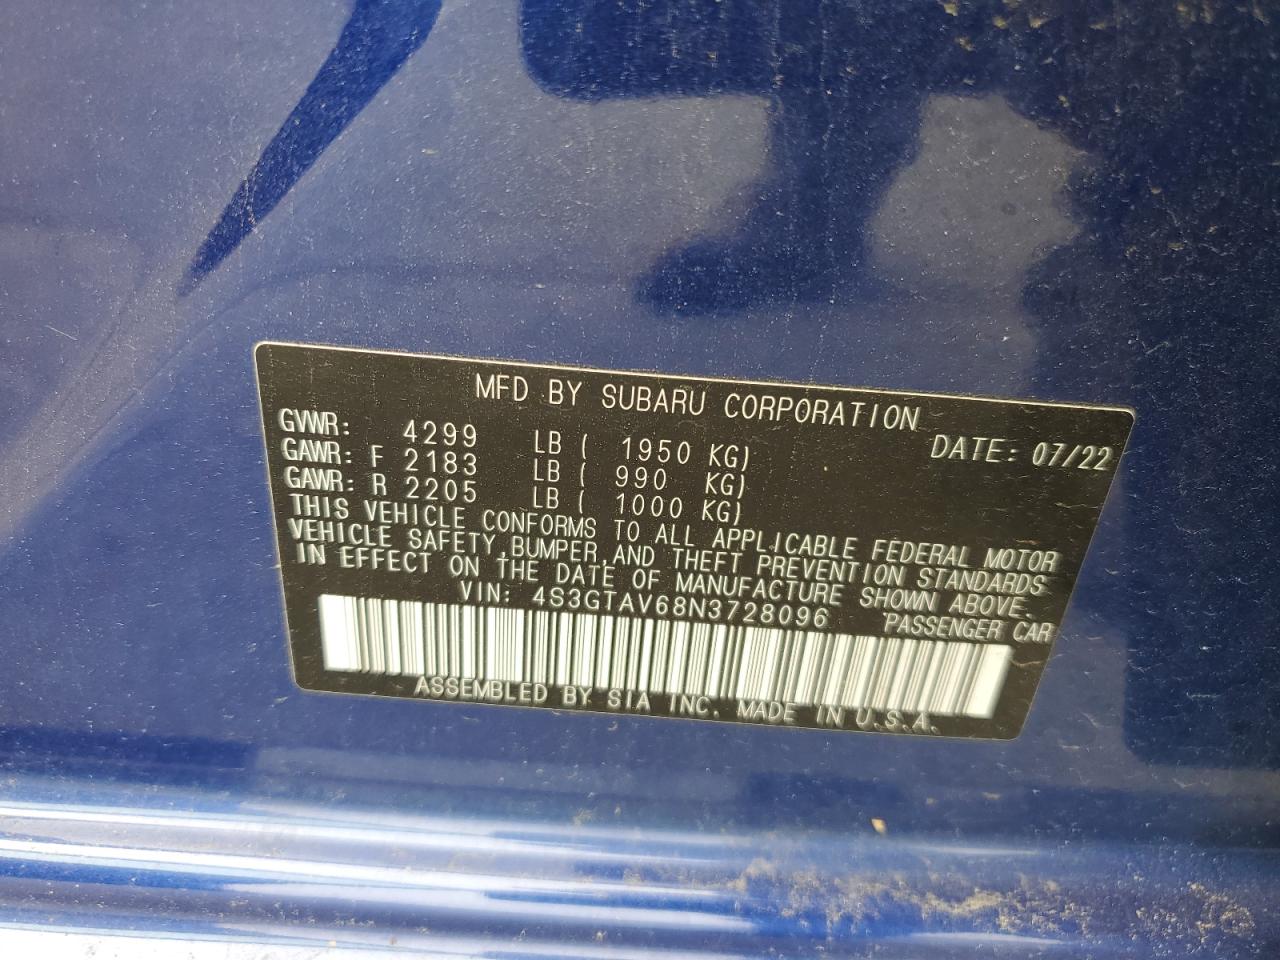 MFD BY SUBARU CORPORATION
GVWR: 4299 LB ( 1950 KG) DATE: 07/22
GAWR: F 2183 LB ( 990 KG)
GAWR: R 2205 LB ( 1000 KG)
THIS VEHICLE CONFORMS TO ALL APPLICABLE FEDERAL MOTOR
VEHICLE SAFETY,BUMPER,AND THEFT PREVENTION STANDARDS
IN EFFECT ON THE DATE OF MANUFACTURE SHOWN ABOVE.
VIN: 4S3GTAV68N3728096 PASSENGER CAR
ASSEMBLED BY SIA INC. MADE IN U.S.A.